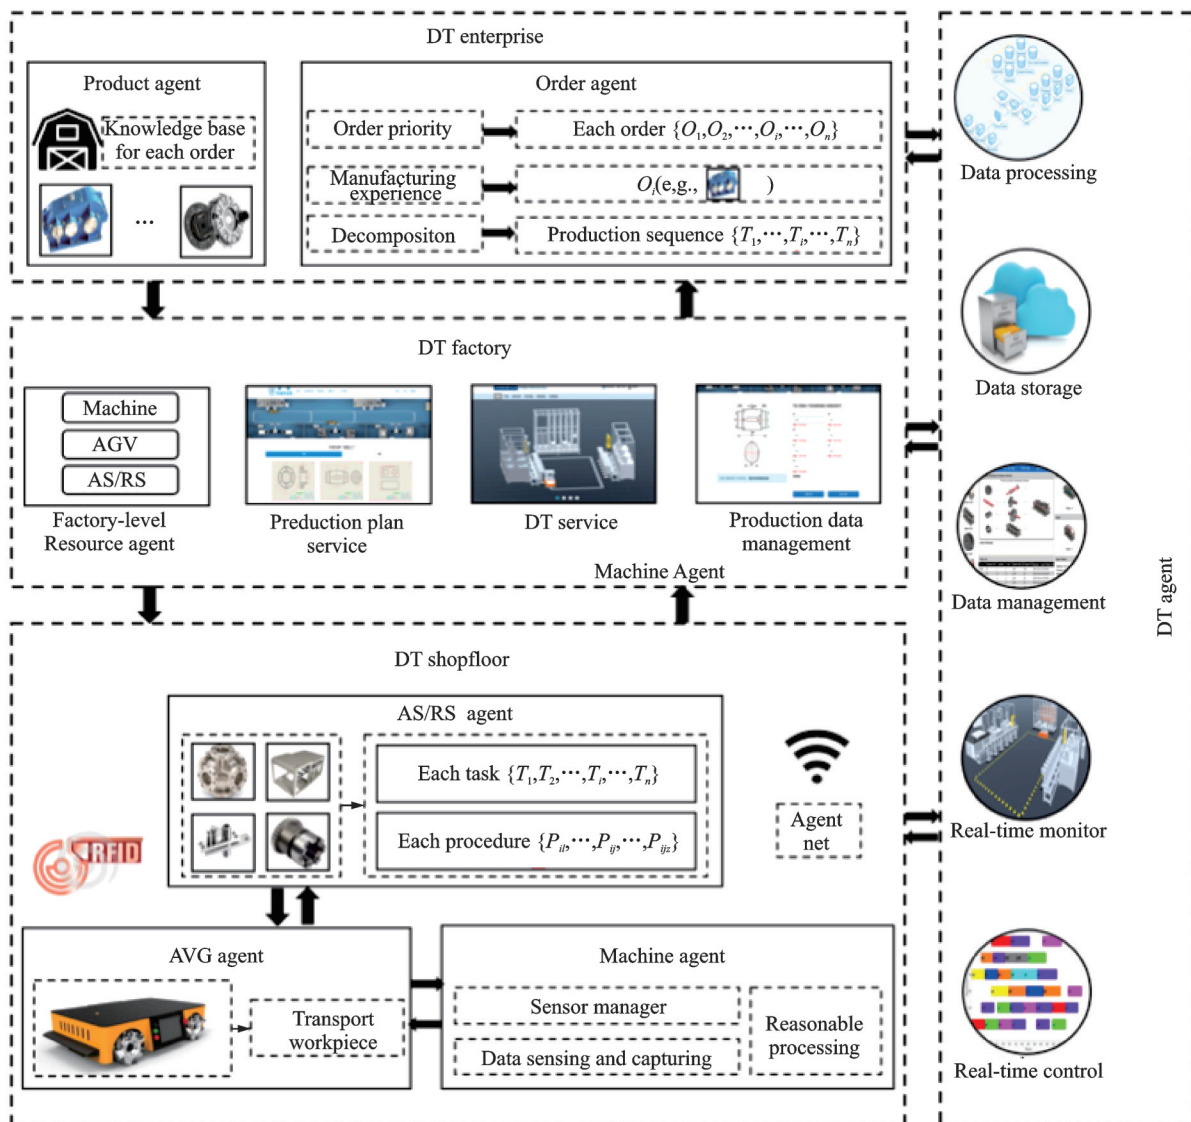 DT enterprise
Product agent
Knowledge base
for each order
...
Order agent
Order priority
Each order {O₁,O₂,···,Oᵢ,···,Oₙ}
Manufacturing
experience
Oᵢ(e,g., )
Decompositon
Production sequence {T₁,···,Tᵢ,···,Tₙ}
DT factory
Machine
AGV
AS/RS
Factory-level
Resource agent
Preduction plan
service
DT service
Production data
management
Machine Agent
DT shopfloor
AS/RS agent
Each task {T₁,T₂,···,Tᵢ,···,Tₙ}
Each procedure {P_il,···,P_ij,···,P_ijz}
RFID
Agent
net
AVG agent
Transport
workpiece
Machine agent
Sensor manager
Data sensing and capturing
Reasonable
processing
Data processing
Data storage
Data management
Real-time monitor
Real-time control
DT agent